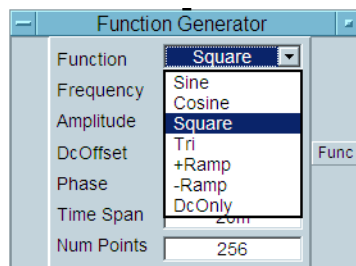 Function Generator
Function Square
Frequency
Amplitude
DcOffset
Phase
Time Span
Num Points 256
Sine
Cosine
Square
Tri
+Ramp
-Ramp
DcOnly
Func